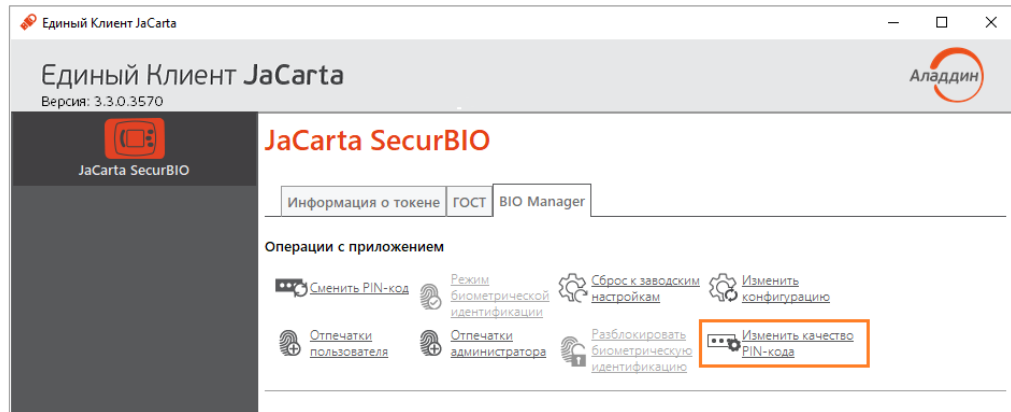 Единый Клиент JaCarta
Единый Клиент JaCarta
Версия: 3.3.0.3570
Аладдин
JaCarta SecurBIO
JaCarta SecurBIO
Информация о токене ГОСТ BIO Manager
Операции с приложением
Сменить PIN-код
Режим
биометрической
идентификации
Сброс к заводским
настройкам
Изменить
конфигурацию
Отпечатки
пользователя
Отпечатки
администратора
Разблокировать
биометрическую
идентификацию
Изменить качество
PIN-кода